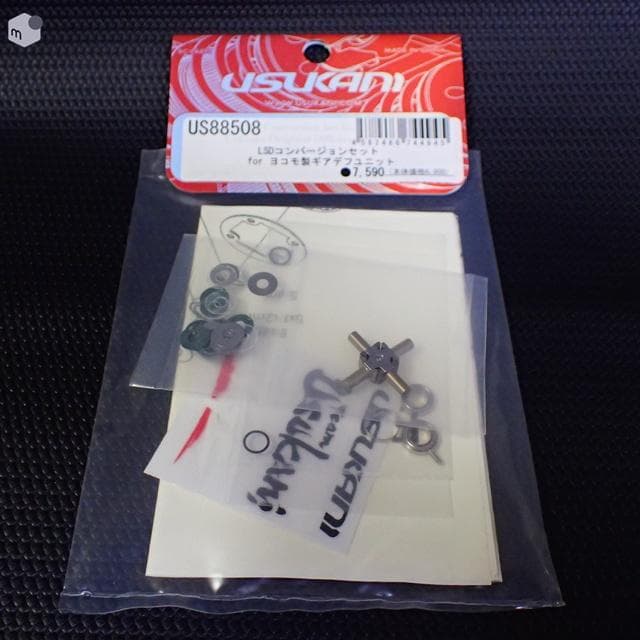 m
USUKANI
US88508
LSDコンバージョンセット
for ヨコモ製ギアデフユニット
●7,590
Team
Usukani
USUKANI